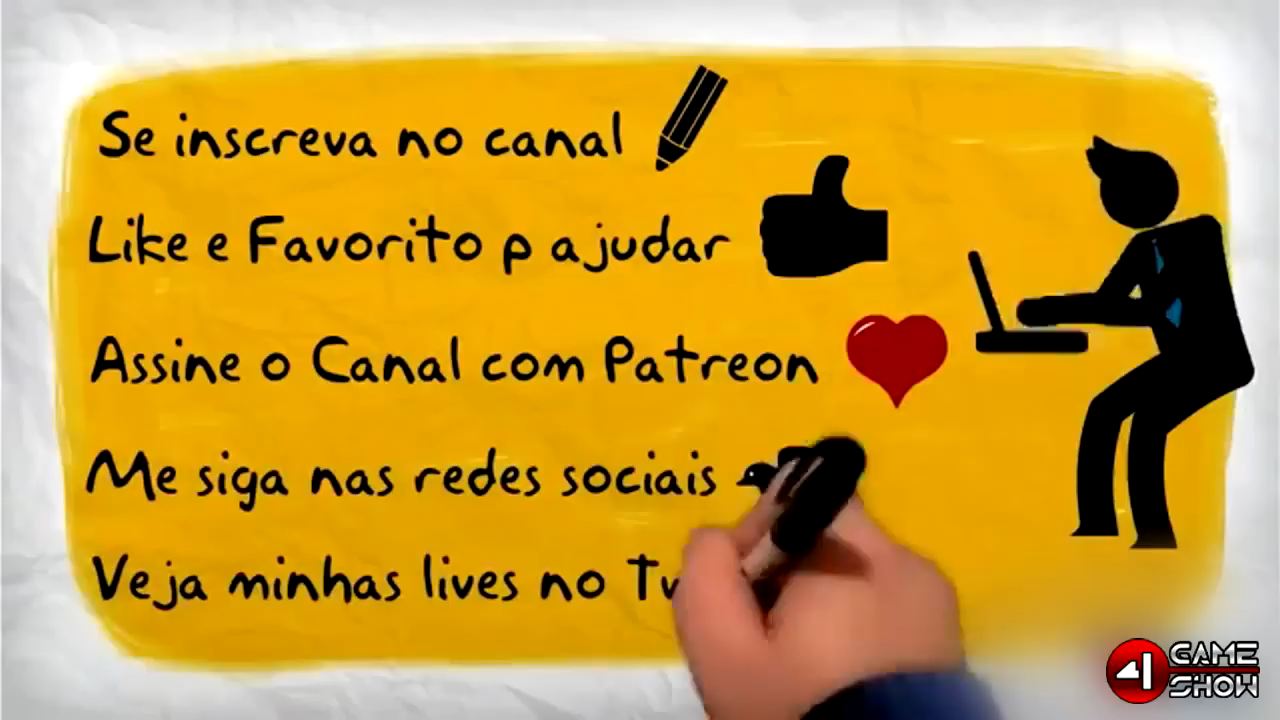 Se inscreva no canal
Like e Favorito p ajudar
Assine o Canal com Patreon
Me siga nas redes sociais
Veja minhas lives no
GAME
SHOW